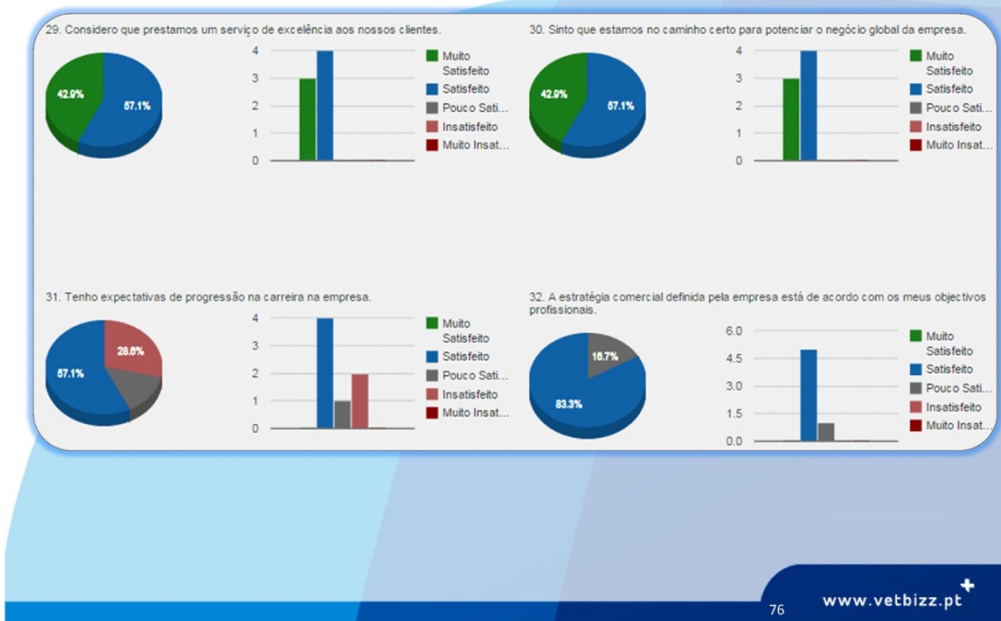 29. Considero que prestamos um serviço de excelência aos nossos clientes.
42.9%
57.1%
4
3
2
1
0
Muito
Satisfeito
Satisfeito
Pouco Sati...
Insatisfeito
Muito Insat...
30. Sinto que estamos no caminho certo para potenciar o negócio global da empresa.
42.9%
57.1%
4
3
2
1
0
Muito
Satisfeito
Satisfeito
Pouco Sati...
Insatisfeito
Muito Insat...
31. Tenho expectativas de progressão na carreira na empresa.
57.1%
28.6%
4
3
2
1
0
Muito
Satisfeito
Satisfeito
Pouco Sati...
Insatisfeito
Muito Insat...
32. A estratégia comercial definida pela empresa está de acordo com os meus objectivos
profissionais.
16.7%
83.3%
6.0
4.5
3.0
1.5
0.0
Muito
Satisfeito
Satisfeito
Pouco Sati...
Insatisfeito
Muito Insat...
76
www.vetbizz.pt